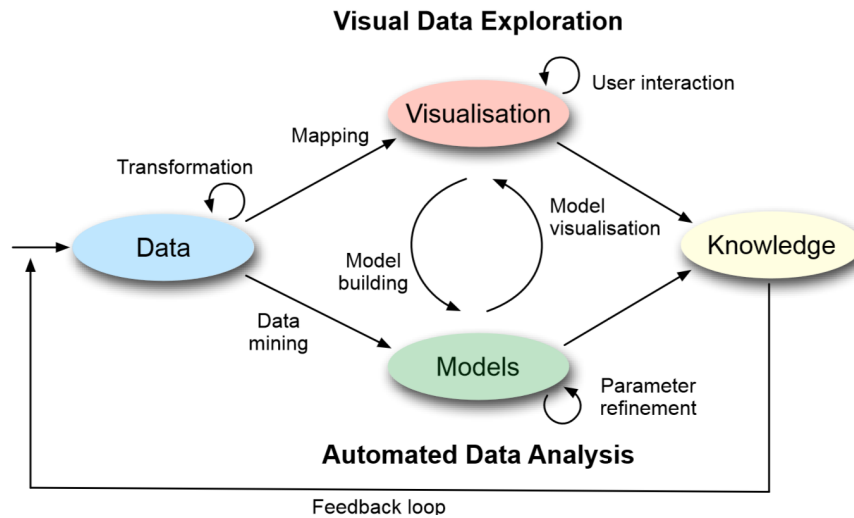 Visual Data Exploration
User interaction
Visualisation
Mapping
Transformation
Model
visualisation
Data
Knowledge
Model
building
Data
mining
Models
Parameter
refinement
Automated Data Analysis
Feedback loop